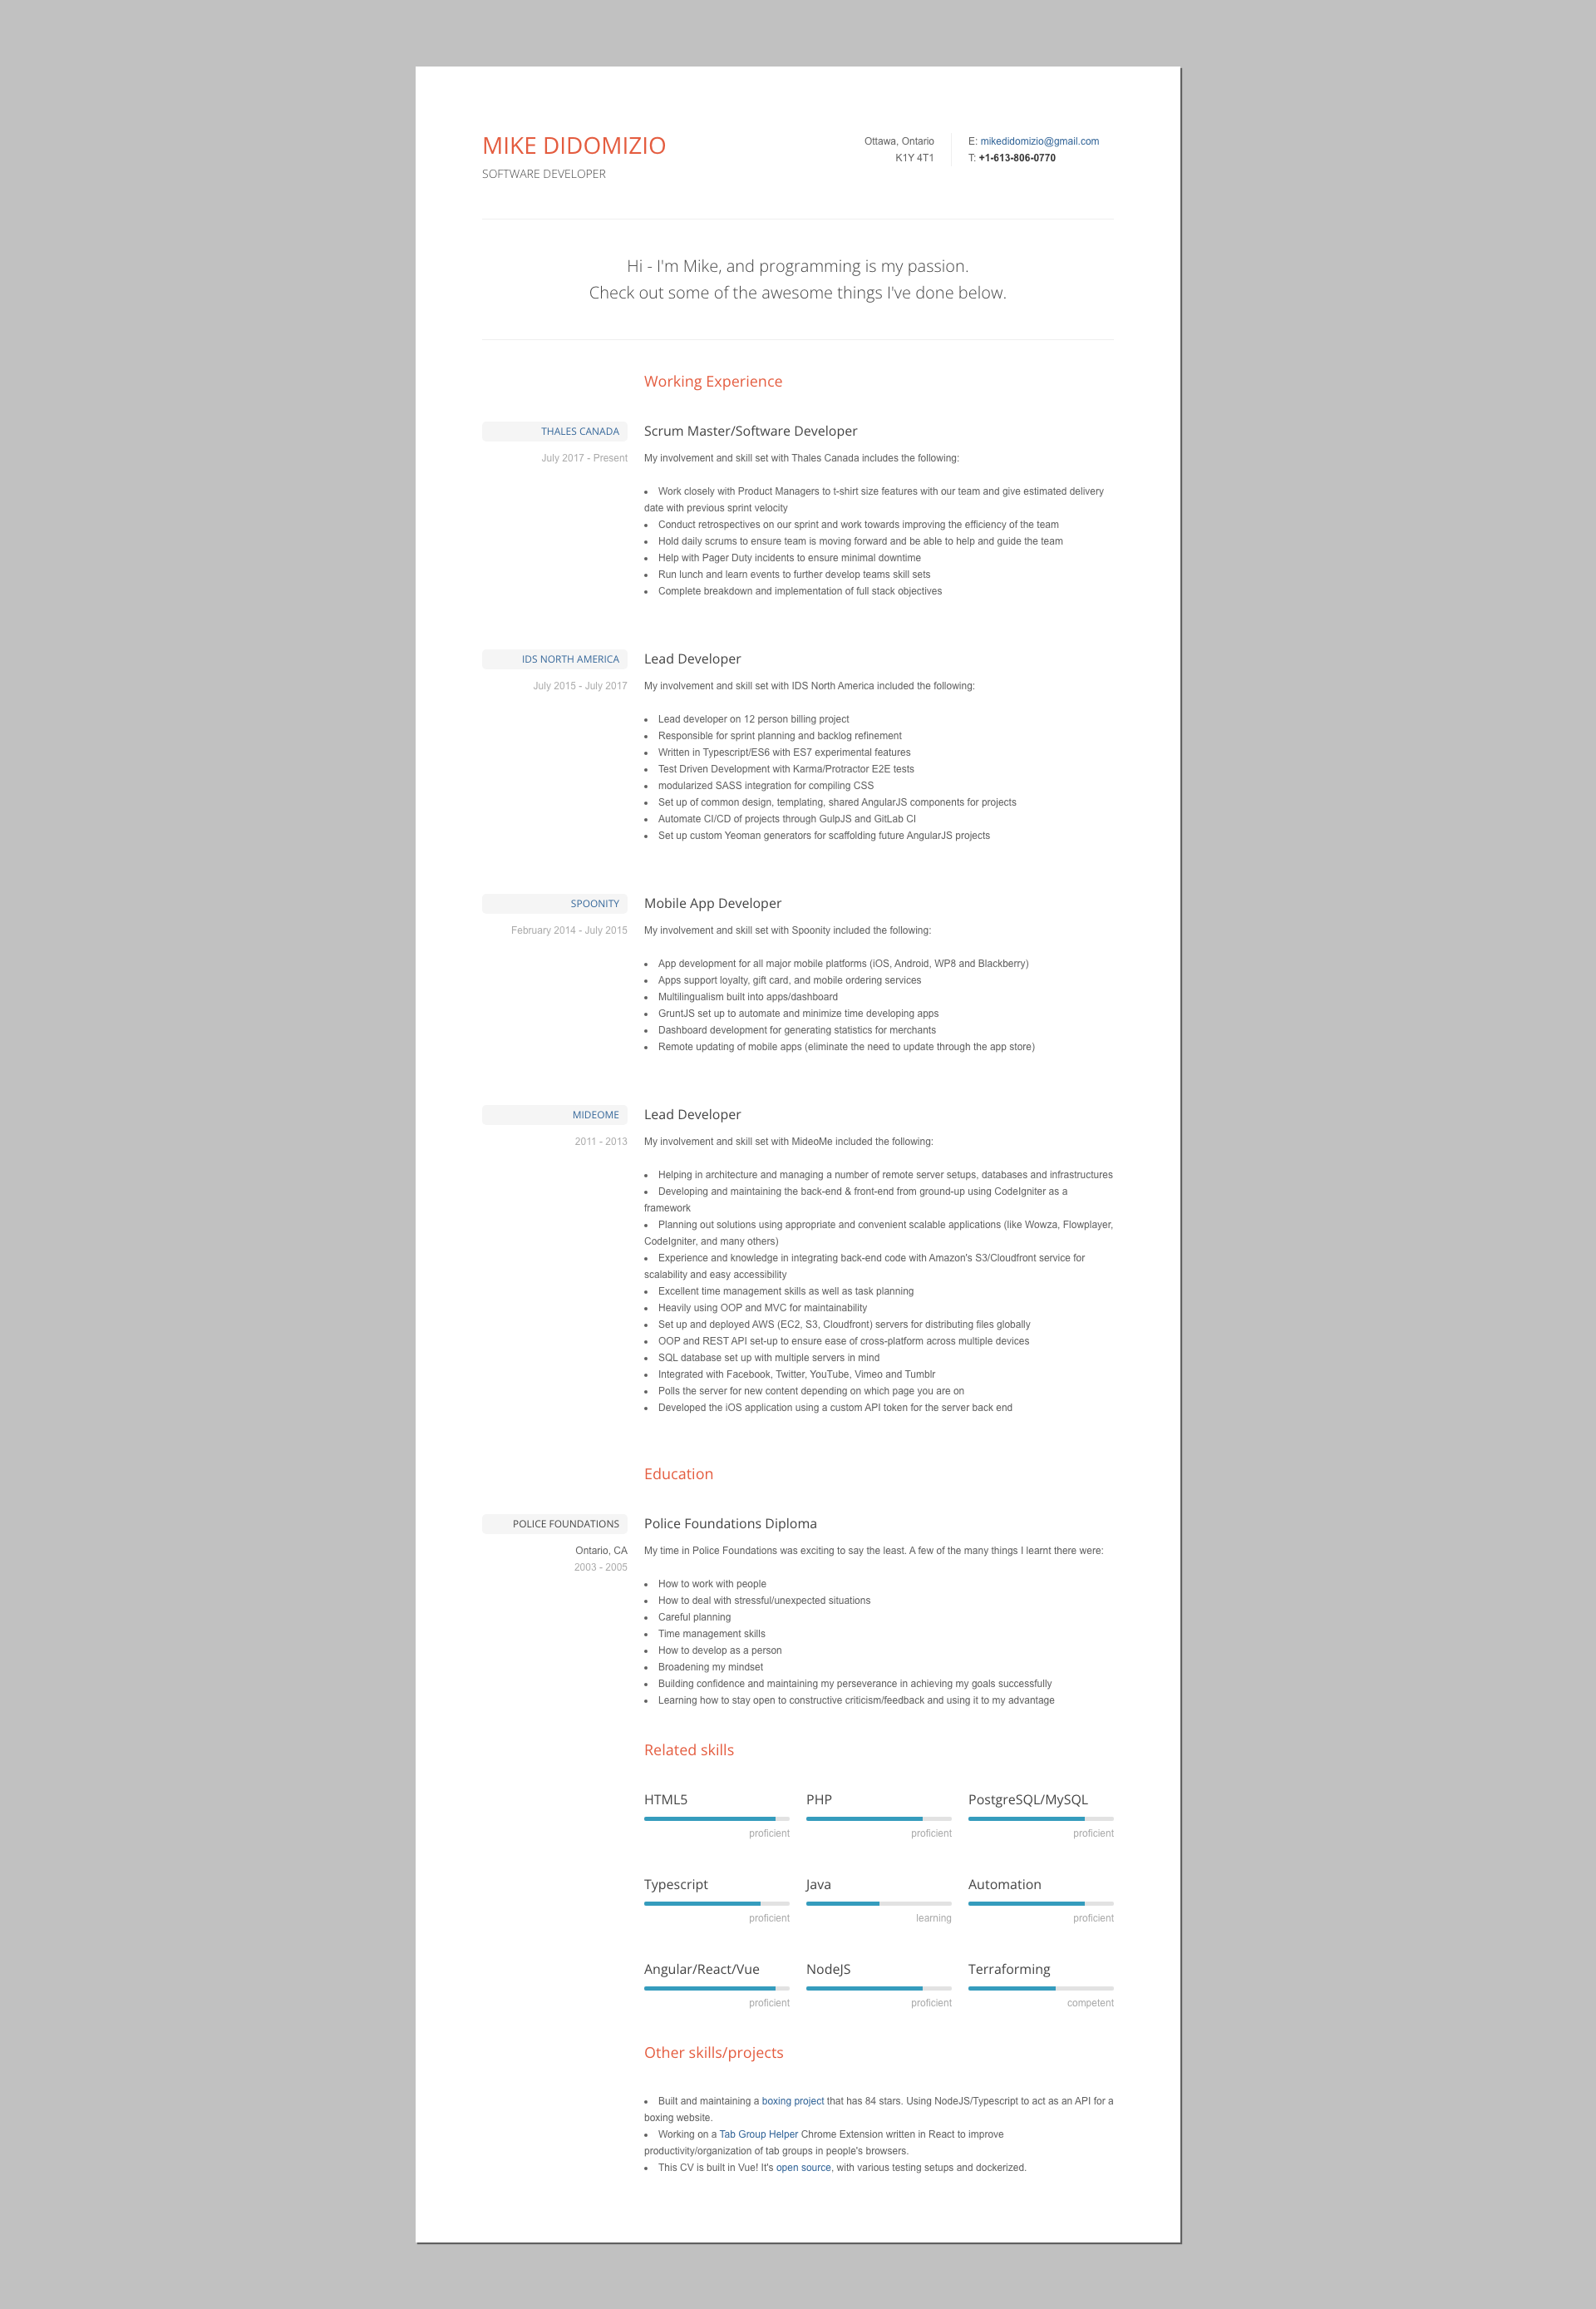 MIKE DIDOMIZIO
SOFTWARE DEVELOPER
Ottawa, Ontario
K1Y 4T1
E: mikedidomizio@gmail.com
T: +1-613-806-0770
Hi - I'm Mike, and programming is my passion.
Check out some of the awesome things I've done below.
Working Experience
THALES CANADA
July 2017 - Present
Scrum Master/Software Developer
My involvement and skill set with Thales Canada includes the following:
• Work closely with Product Managers to t-shirt size features with our team and give estimated delivery
date with previous sprint velocity
• Conduct retrospectives on our sprint and work towards improving the efficiency of the team
• Hold daily scrums to ensure team is moving forward and be able to help and guide the team
• Help with Pager Duty incidents to ensure minimal downtime
• Run lunch and learn events to further develop teams skill sets
• Complete breakdown and implementation of full stack objectives
IDS NORTH AMERICA
July 2015 - July 2017
Lead Developer
My involvement and skill set with IDS North America included the following:
• Lead developer on 12 person billing project
• Responsible for sprint planning and backlog refinement
• Written in Typescript/ES6 with ES7 experimental features
• Test Driven Development with Karma/Protractor E2E tests
• modularized SASS integration for compiling CSS
• Set up of common design, templating, shared AngularJS components for projects
• Automate CI/CD of projects through GulpJS and GitLab CI
• Set up custom Yeoman generators for scaffolding future AngularJS projects
SPOONITY
February 2014 - July 2015
Mobile App Developer
My involvement and skill set with Spoonity included the following:
• App development for all major mobile platforms (iOS, Android, WP8 and Blackberry)
• Apps support loyalty, gift card, and mobile ordering services
• Multilingualism built into apps/dashboard
• GruntJS set up to automate and minimize time developing apps
• Dashboard development for generating statistics for merchants
• Remote updating of mobile apps (eliminate the need to update through the app store)
MIDEOME
2011 - 2013
Lead Developer
My involvement and skill set with MideoMe included the following:
• Helping in architecture and managing a number of remote server setups, databases and infrastructures
• Developing and maintaining the back-end & front-end from ground-up using CodeIgniter as a
framework
• Planning out solutions using appropriate and convenient scalable applications (like Wowza, Flowplayer,
CodeIgniter, and many others)
• Experience and knowledge in integrating back-end code with Amazon's S3/Cloudfront service for
scalability and easy accessibility
• Excellent time management skills as well as task planning
• Heavily using OOP and MVC for maintainability
• Set up and deployed AWS (EC2, S3, Cloudfront) servers for distributing files globally
• OOP and REST API set-up to ensure ease of cross-platform across multiple devices
• SQL database set up with multiple servers in mind
• Integrated with Facebook, Twitter, YouTube, Vimeo and Tumblr
• Polls the server for new content depending on which page you are on
• Developed the iOS application using a custom API token for the server back end
Education
POLICE FOUNDATIONS
Ontario, CA
2003 - 2005
Police Foundations Diploma
My time in Police Foundations was exciting to say the least. A few of the many things I learnt there were:
• How to work with people
• How to deal with stressful/unexpected situations
• Careful planning
• Time management skills
• How to develop as a person
• Broadening my mindset
• Building confidence and maintaining my perseverance in achieving my goals successfully
• Learning how to stay open to constructive criticism/feedback and using it to my advantage
Related skills
HTML5
proficient
PHP
proficient
PostgreSQL/MySQL
proficient
Typescript
proficient
Java
learning
Automation
proficient
Angular/React/Vue
proficient
NodeJS
proficient
Terraforming
competent
Other skills/projects
• Built and maintaining a boxing project that has 84 stars. Using NodeJS/Typescript to act as an API for a
boxing website.
• Working on a Tab Group Helper Chrome Extension written in React to improve
productivity/organization of tab groups in people's browsers.
• This CV is built in Vue! It's open source, with various testing setups and dockerized.